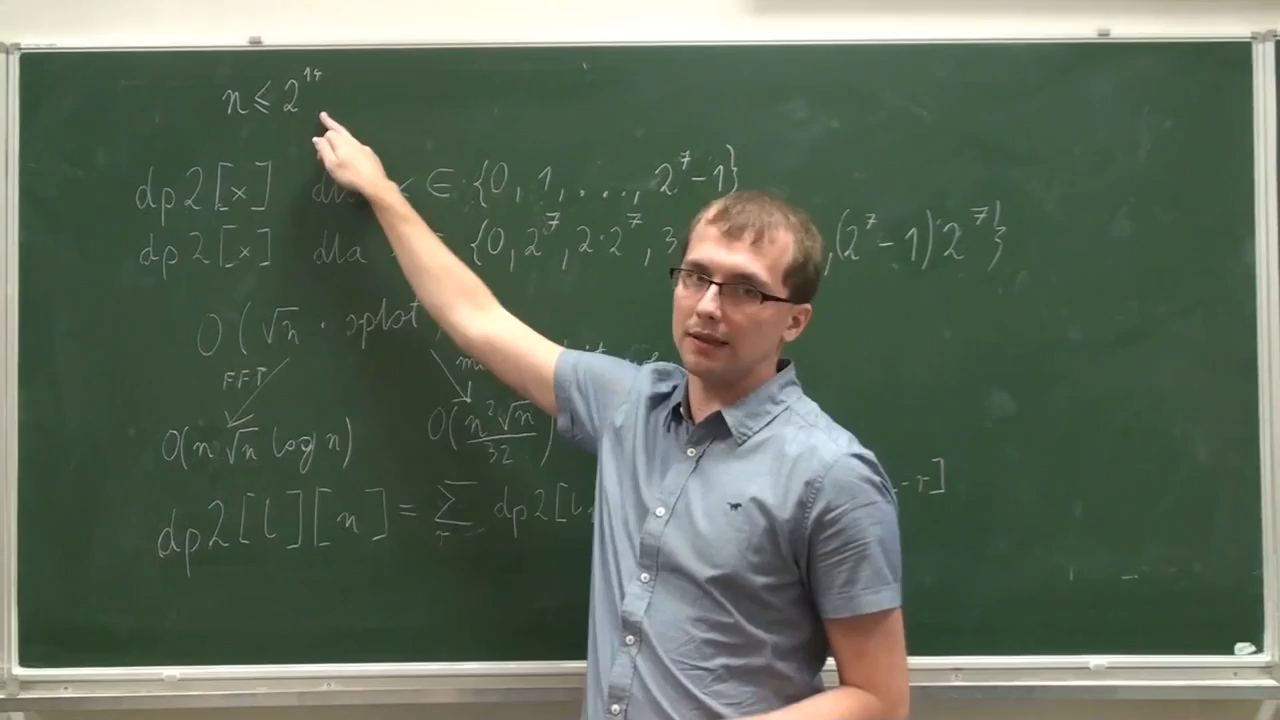 n ≤ 2^14
dp2[x] dla x ∈ {0, 1, ..., 2^7-1}
dp2[x] dla {0, 2^7, 2·2^7, 3 ,(2^7-1)·2^7}
O(√n · splot
FFT
O(n√n log n) O(n²√n/32)
dp2[l][n] = Σ_r dp2[l, -r]